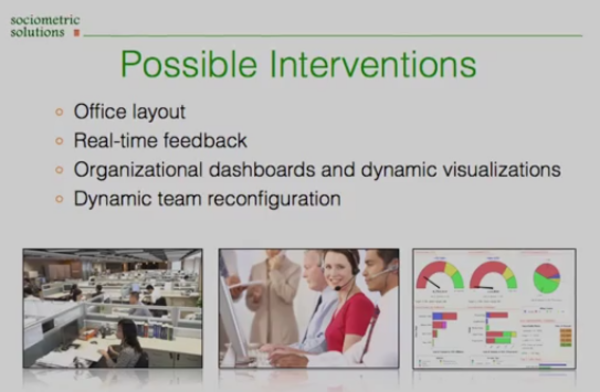 sociometric
solutions
Possible Interventions
Office layout
Real-time feedback
Organizational dashboards and dynamic visualizations
Dynamic team reconfiguration